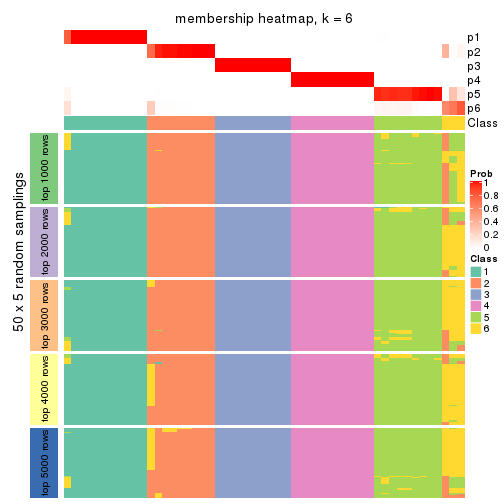 membership heatmap, k = 6
p1
p2
p3
p4
p5
p6
Class
50 x 5 random samplings
top 1000 rows
top 2000 rows
top 3000 rows
top 4000 rows
top 5000 rows
Prob
1
0.8
0.6
0.4
0.2
0
Class
1
2
3
4
5
6